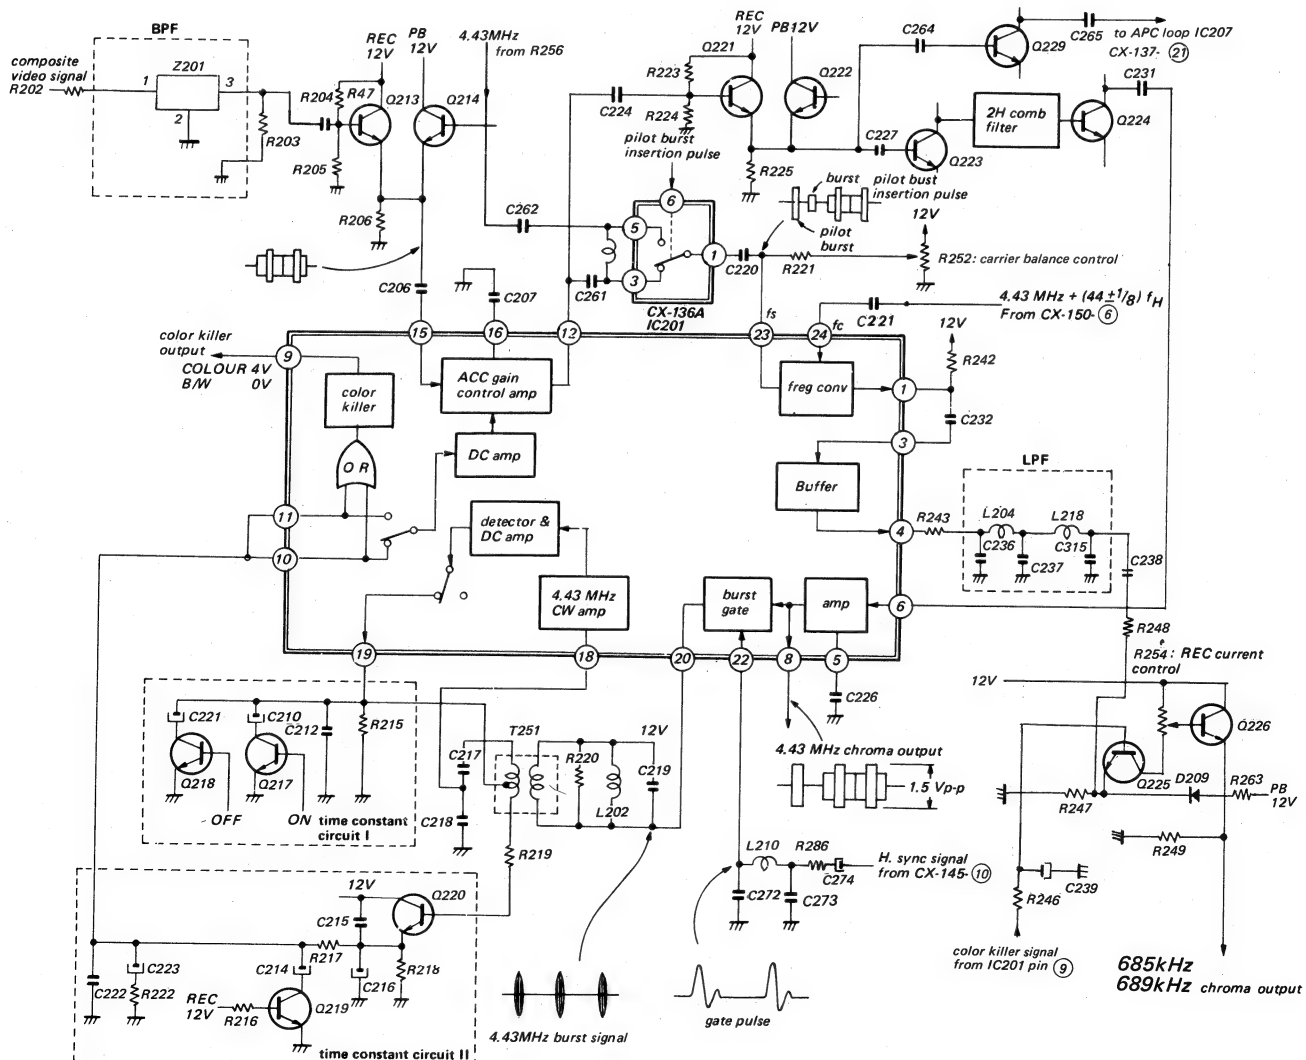 BPF
composite
video signal
R202
1
Z201
3
2
R203
REC
12V
PB
12V
R204
R47
Q213
Q214
R205
R206
4.43MHz
from R256
REC
12V
PB12V
Q221
R223
C224
R224
Q222
R225
C264
Q229
C265
to APC loop IC207
CX-137- 21
C231
2H comb
filter
Q224
C227
Q223
pilot burst
insertion pulse
burst
pilot bust
insertion pulse
pilot
burst
12V
C262
6
5
3
1
C261
CX-136A
IC201
C220
R221
R252: carrier balance control
C206
C207
fs
fc
C221
4.43 MHz + (44 ± 1/8) fH
From CX-150- 6
15
16
12
23
24
color killer
output
COLOUR 4V
B/W 0V
9
color
killer
ACC gain
control amp
OR
DC amp
detector &
DC amp
4.43 MHz
CW amp
freq conv
Buffer
burst
gate
amp
12V
R242
1
C232
3
4
6
11
10
19
18
20
22
8
5
LPF
R243
L204
L218
C236
C237
C315
C238
R248
R254: REC current
control
12V
Q226
Q225
D209
R263
PB
12V
R247
R249
C239
R246
color killer signal
from IC201 pin 9
685kHz
689kHz chroma output
C226
4.43 MHz chroma output
1.5 Vp-p
C221
C210
C212
R215
Q218
Q217
OFF
ON
time constant
circuit I
T251
C217
C218
R220
L202
12V
C219
R219
L210
R286
C274
H. sync signal
from CX-145- 10
C272
C273
gate pulse
4.43MHz burst signal
12V
Q220
C215
R217
C223
C214
C216
R218
C222
R222
REC
12V
R216
Q219
time constant circuit II